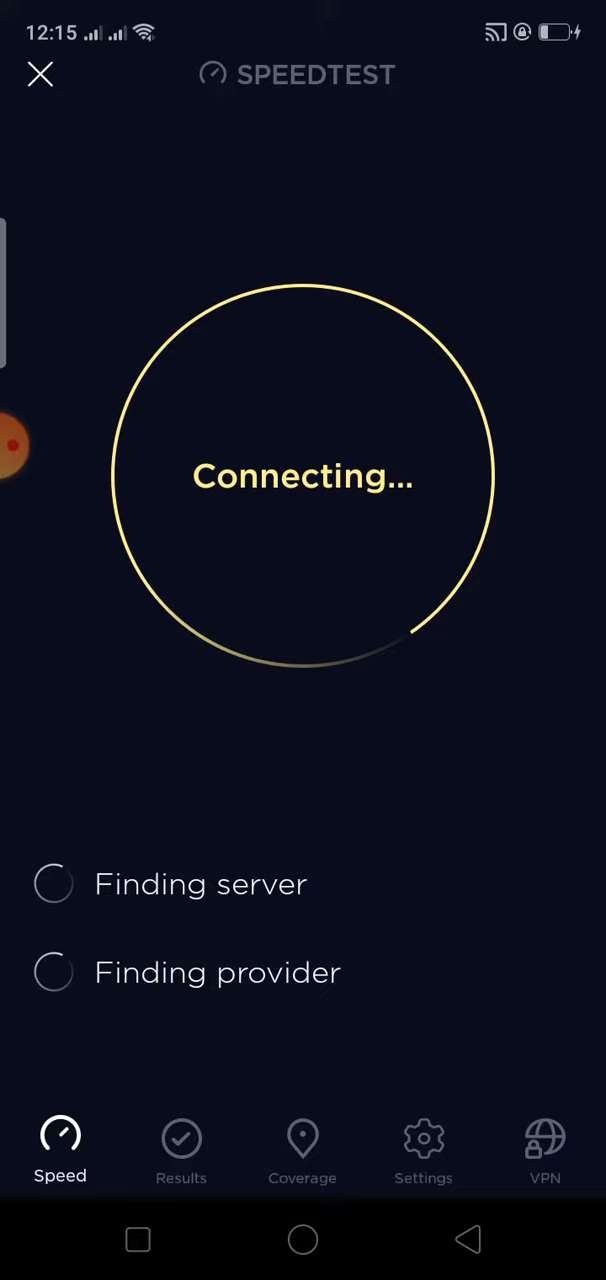 12:15
SPEEDTEST
Connecting...
Finding server
Finding provider
Speed Results Coverage Settings VPN